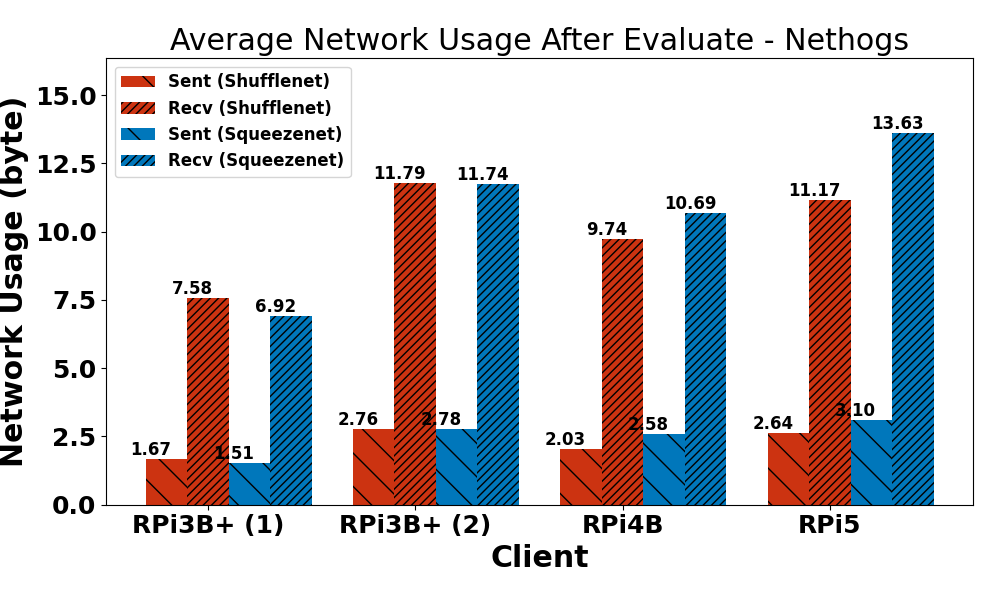 Average Network Usage After Evaluate - Nethogs
Network Usage (byte)
15.0
12.5
10.0
7.5
5.0
2.5
0.0
Sent (Shufflenet)
Recv (Shufflenet)
Sent (Squeezenet)
Recv (Squeezenet)
1.67
7.58
1.51
6.92
2.76
11.79
2.78
11.74
2.03
9.74
2.58
10.69
2.64
11.17
3.10
13.63
RPi3B+ (1)
RPi3B+ (2)
RPi4B
RPi5
Client